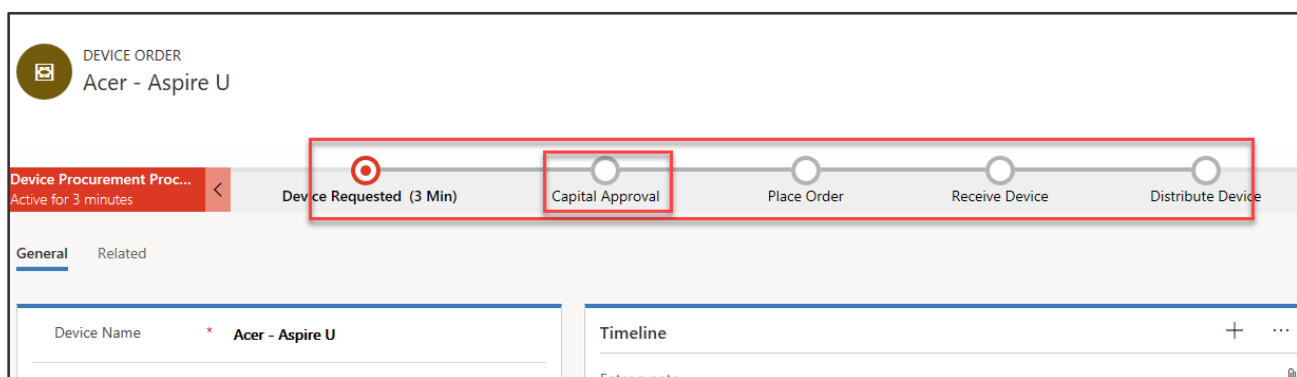 DEVICE ORDER
Acer - Aspire U
Device Procurement Proc...
Active for 3 minutes
Device Requested (3 Min)
Capital Approval
Place Order
Receive Device
Distribute Device
General
Related
Device Name * Acer - Aspire U
Timeline